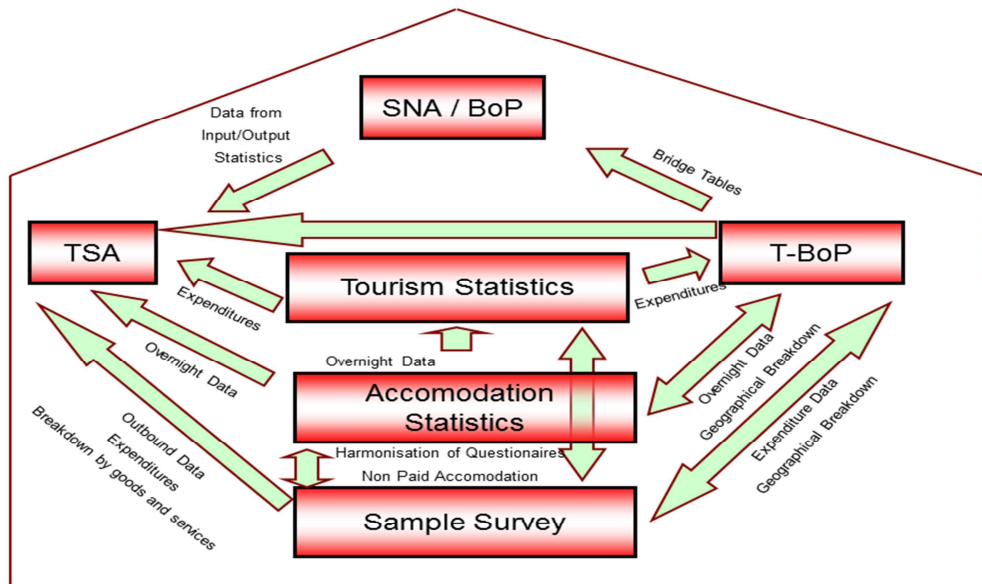 SNA / BoP
Data from
Input/Output
Statistics
Bridge Tables
TSA
T-BoP
Tourism Statistics
Expenditures
Expenditures
Overnight Data
Overnight Data
Accomodation
Statistics
Overnight Data
Geographical Breakdown
Expenditure Data
Geographical Breakdown
Outbound Data
Expenditures
Breakdown by goods and services
Harmonisation of Questionaires
Non Paid Accomodation
Sample Survey